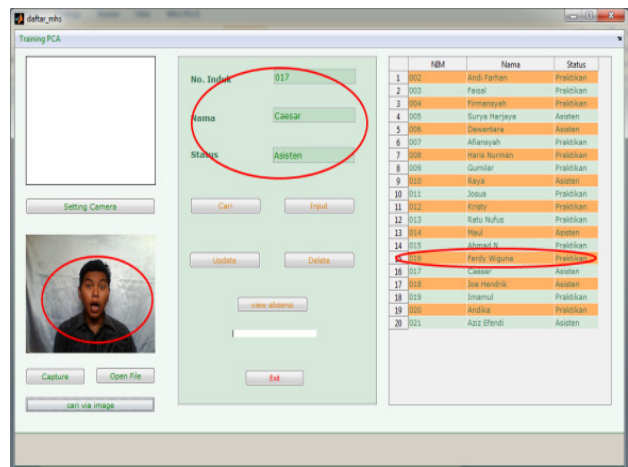 daftar_mhs
Training PCA
No. Induk 017
Nama Caesar
Status Asisten
Setting Camera
Cari Input
Update Delete
view absensi
Exit
Capture Open File
cari via image
NIM Nama Status
1 002 Andi Farhan Praktikan
2 003 Faisal Praktikan
3 004 Firmansyah Praktikan
4 005 Surya Harjaya Asisten
5 006 Dewantara Asisten
6 007 Afiansyah Praktikan
7 008 Haris Nurman Praktikan
8 009 Gumilar Praktikan
9 010 Raya Asisten
10 011 Josua Praktikan
11 012 Kristy Praktikan
12 013 Ratu Nufus Praktikan
13 014 Maul Asisten
14 015 Ahmad N Praktikan
15 016 Ferdy Wiguna Praktikan
16 017 Caesar Asisten
17 018 Joe Hendrik Asisten
18 019 Imamul Praktikan
19 020 Andika Praktikan
20 021 Aziz Efendi Asisten